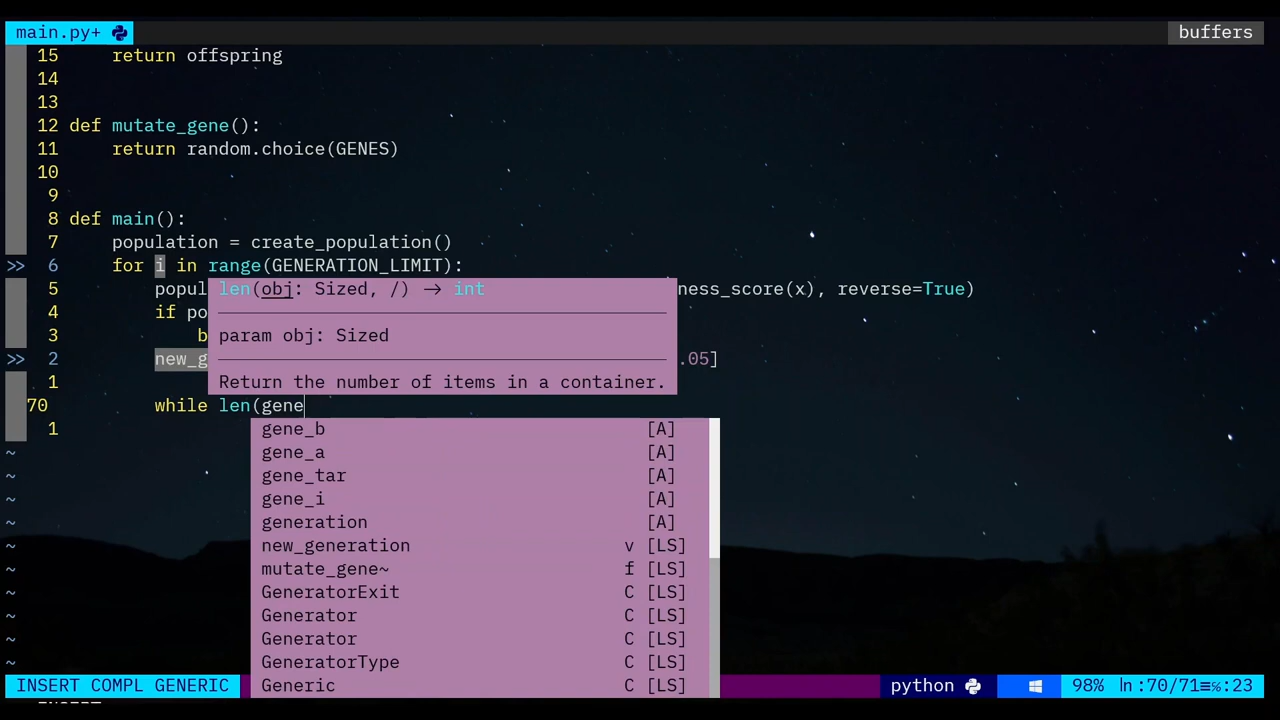 main.py+
buffers
15 return offspring
14
13
12 def mutate_gene():
11 return random.choice(GENES)
10
9
8 def main():
7 population = create_population()
>> 6 for i in range(GENERATION_LIMIT):
5 popul ness_score(x), reverse=True)
len(obj: Sized, /) → int
4 if po
param obj: Sized
3 b
>> 2 new_g .05]
1
Return the number of items in a container.
70 while len(gene
1
gene_b [A]
~ gene_a [A]
~ gene_tar [A]
~ gene_i [A]
~ generation [A]
~ new_generation v [LS]
~ mutate_gene~ f [LS]
~ GeneratorExit C [LS]
~ Generator C [LS]
~ Generator C [LS]
~ GeneratorType C [LS]
Generic C [LS]
INSERT COMPL GENERIC
python
98% ln:70/71≡℅:23